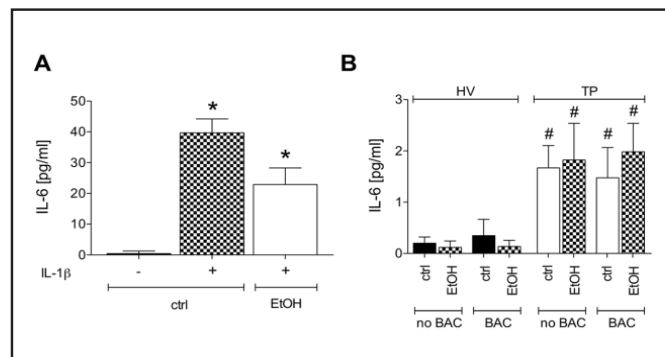 A
IL-6 [pg/ml]
50
40
30
20
10
0
*
*
IL-1β
- + +
ctrl EtOH
B
HV TP
IL-6 [pg/ml]
3
2
1
0
# # # #
ctrl EtOH ctrl EtOH ctrl EtOH ctrl EtOH
no BAC BAC no BAC BAC